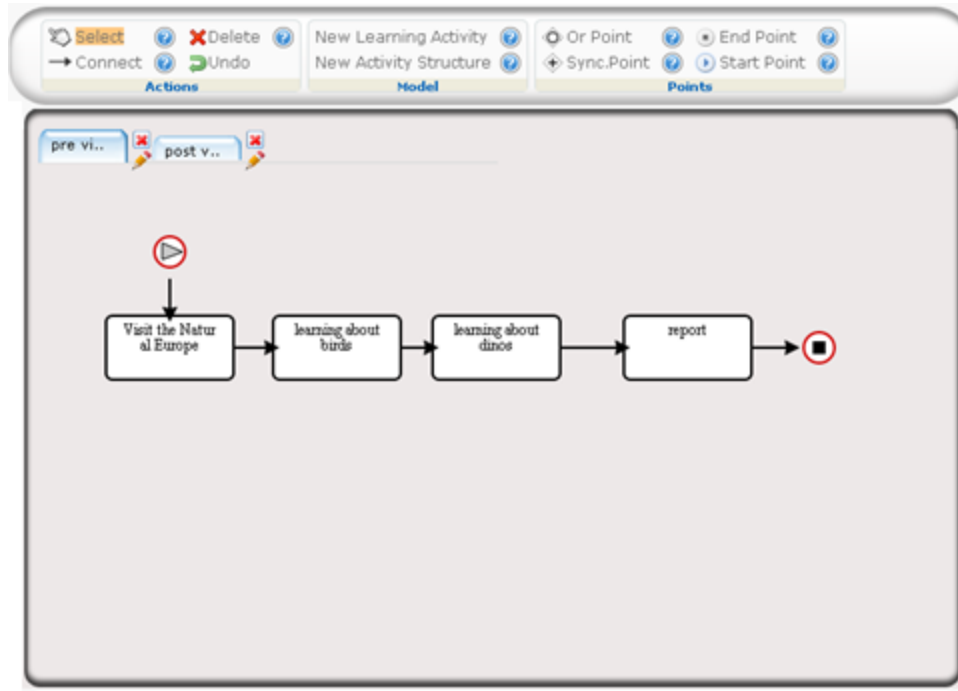 Select Delete New Learning Activity Or Point End Point
Connect Undo New Activity Structure Sync.Point Start Point
Actions Model Points
pre vi.. post v..
Visit the Natur learning about learning about report
al Europe birds dinos